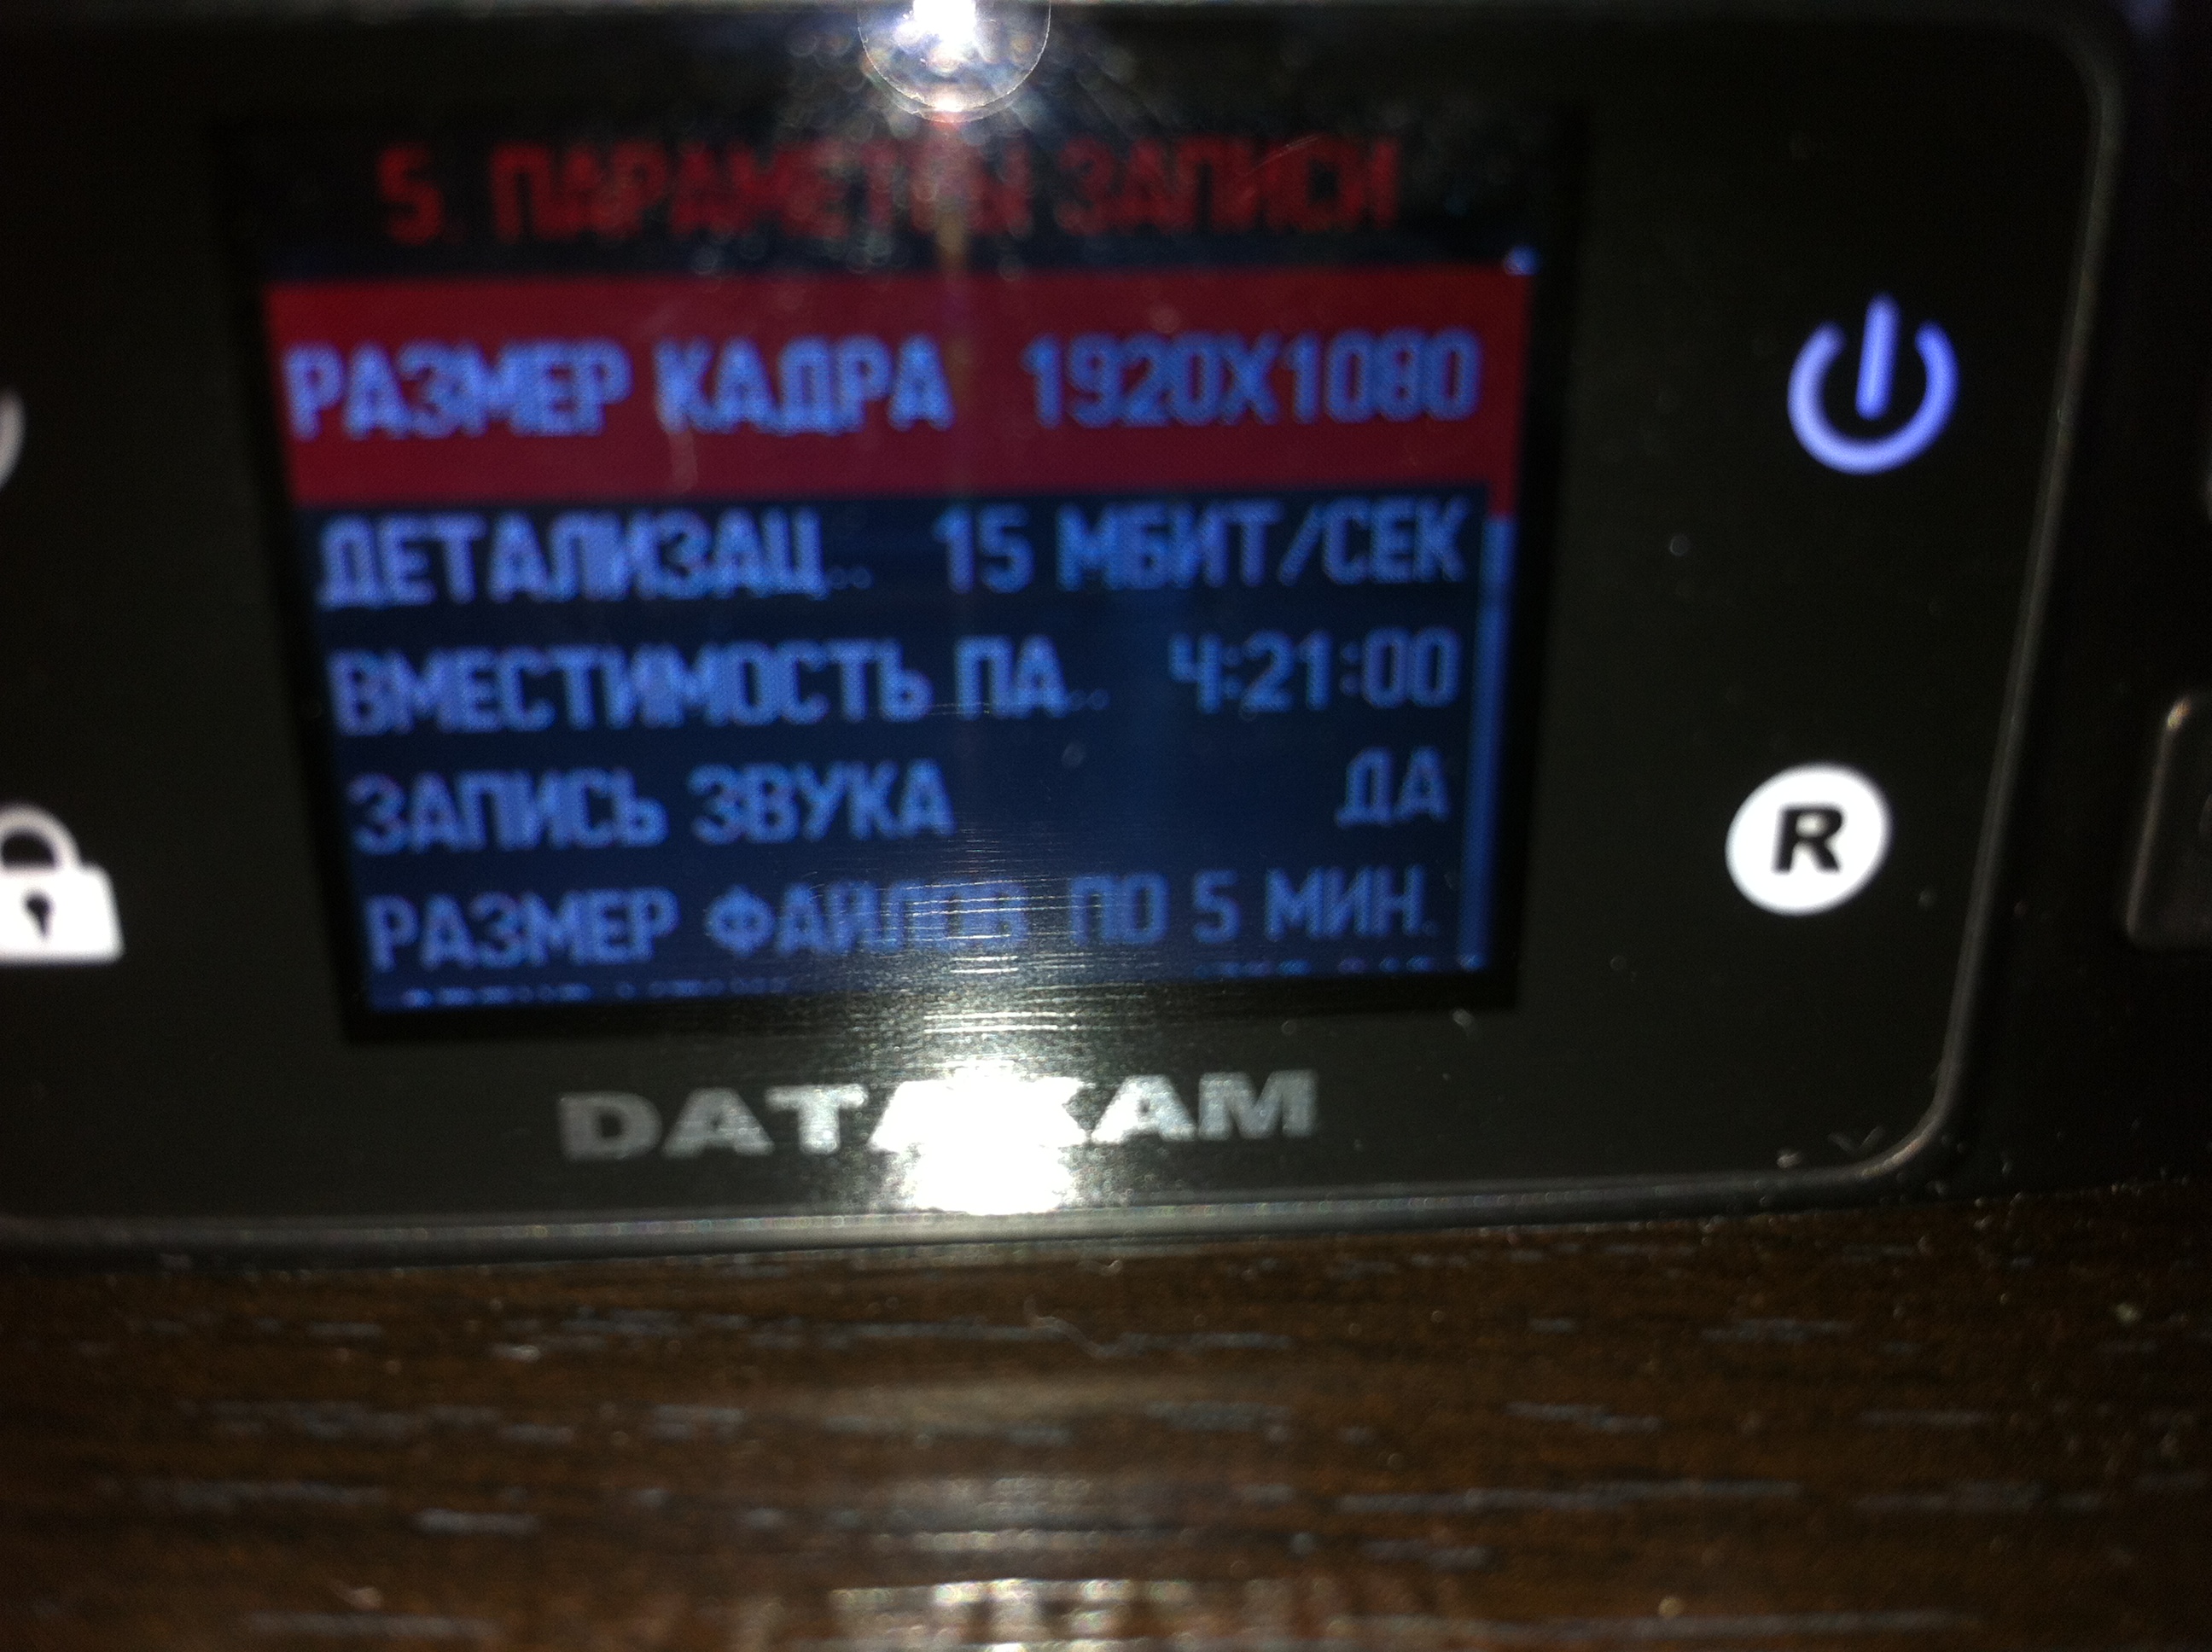 5. ПАРАМЕТРЫ ЗАПИСИ
РАЗМЕР КАДРА 1920X1080
ДЕТАЛИЗАЦ.. 15 МБИТ/СЕК
ВМЕСТИМОСТЬ ПА.. 4:21:00
ЗАПИСЬ ЗВУКА ДА
РАЗМЕР ФАЙЛОВ ПО 5 МИН.
R
DATAKAM